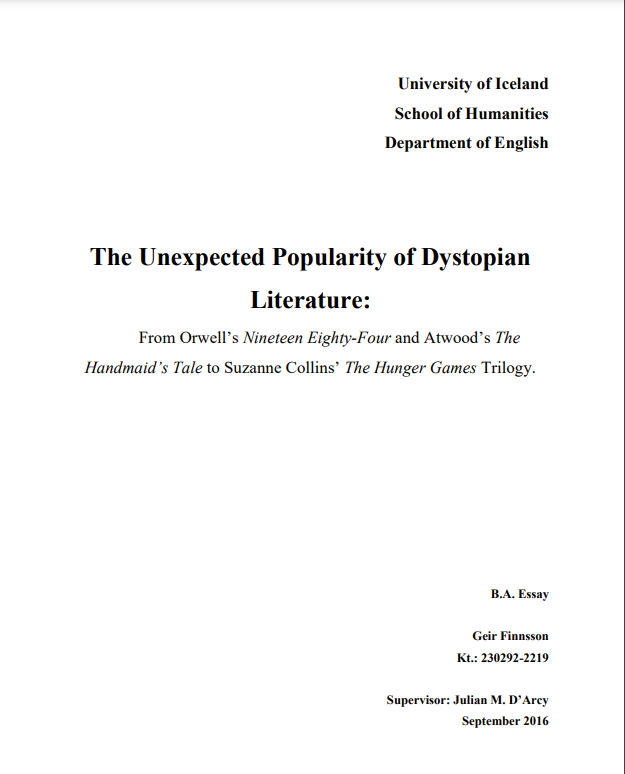 University of Iceland
School of Humanities
Department of English
The Unexpected Popularity of Dystopian
Literature:
From Orwell’s Nineteen Eighty-Four and Atwood’s The
Handmaid’s Tale to Suzanne Collins’ The Hunger Games Trilogy.
B.A. Essay
Geir Finnsson
Kt.: 230292-2219
Supervisor: Julian M. D’Arcy
September 2016